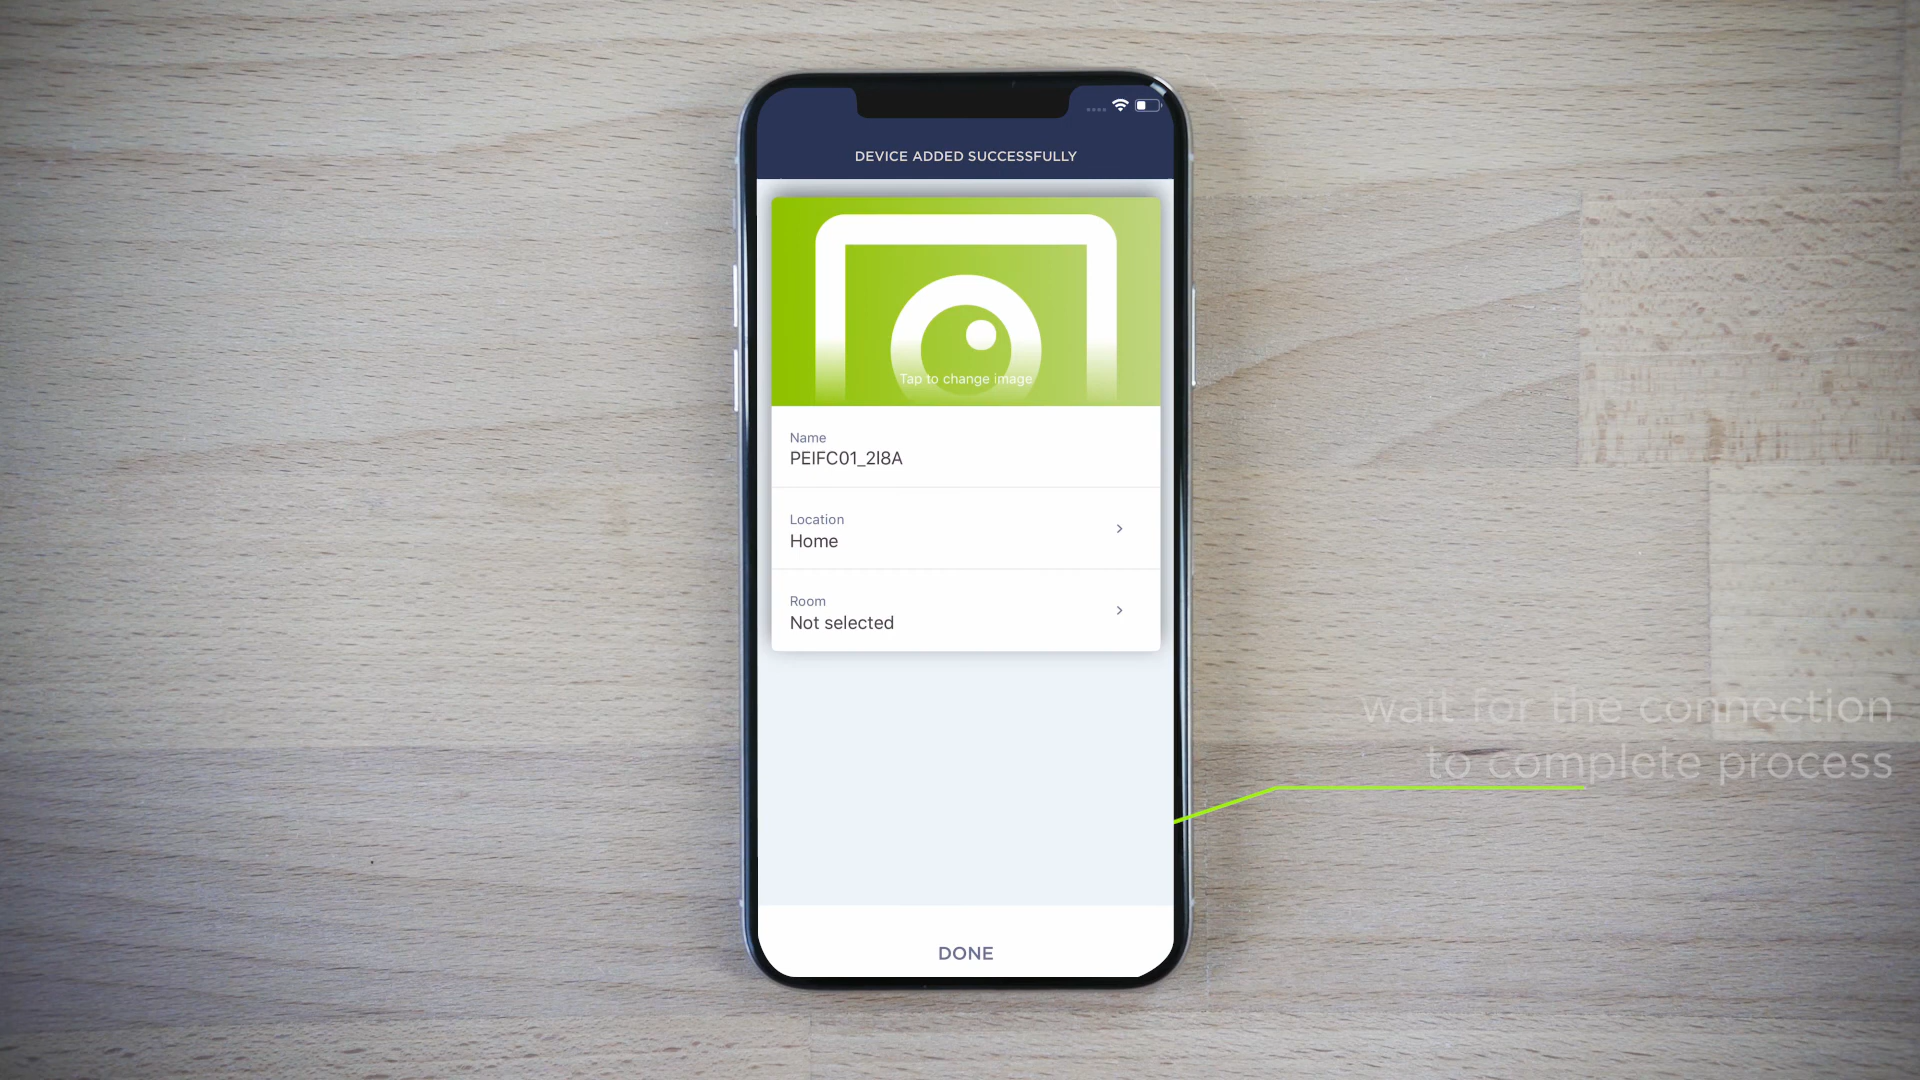 DEVICE ADDED SUCCESSFULLY
Tap to change image
Name
PEIFC01_2I8A
Location
Home
Room
Not selected
wait for the connection
to complete process
DONE